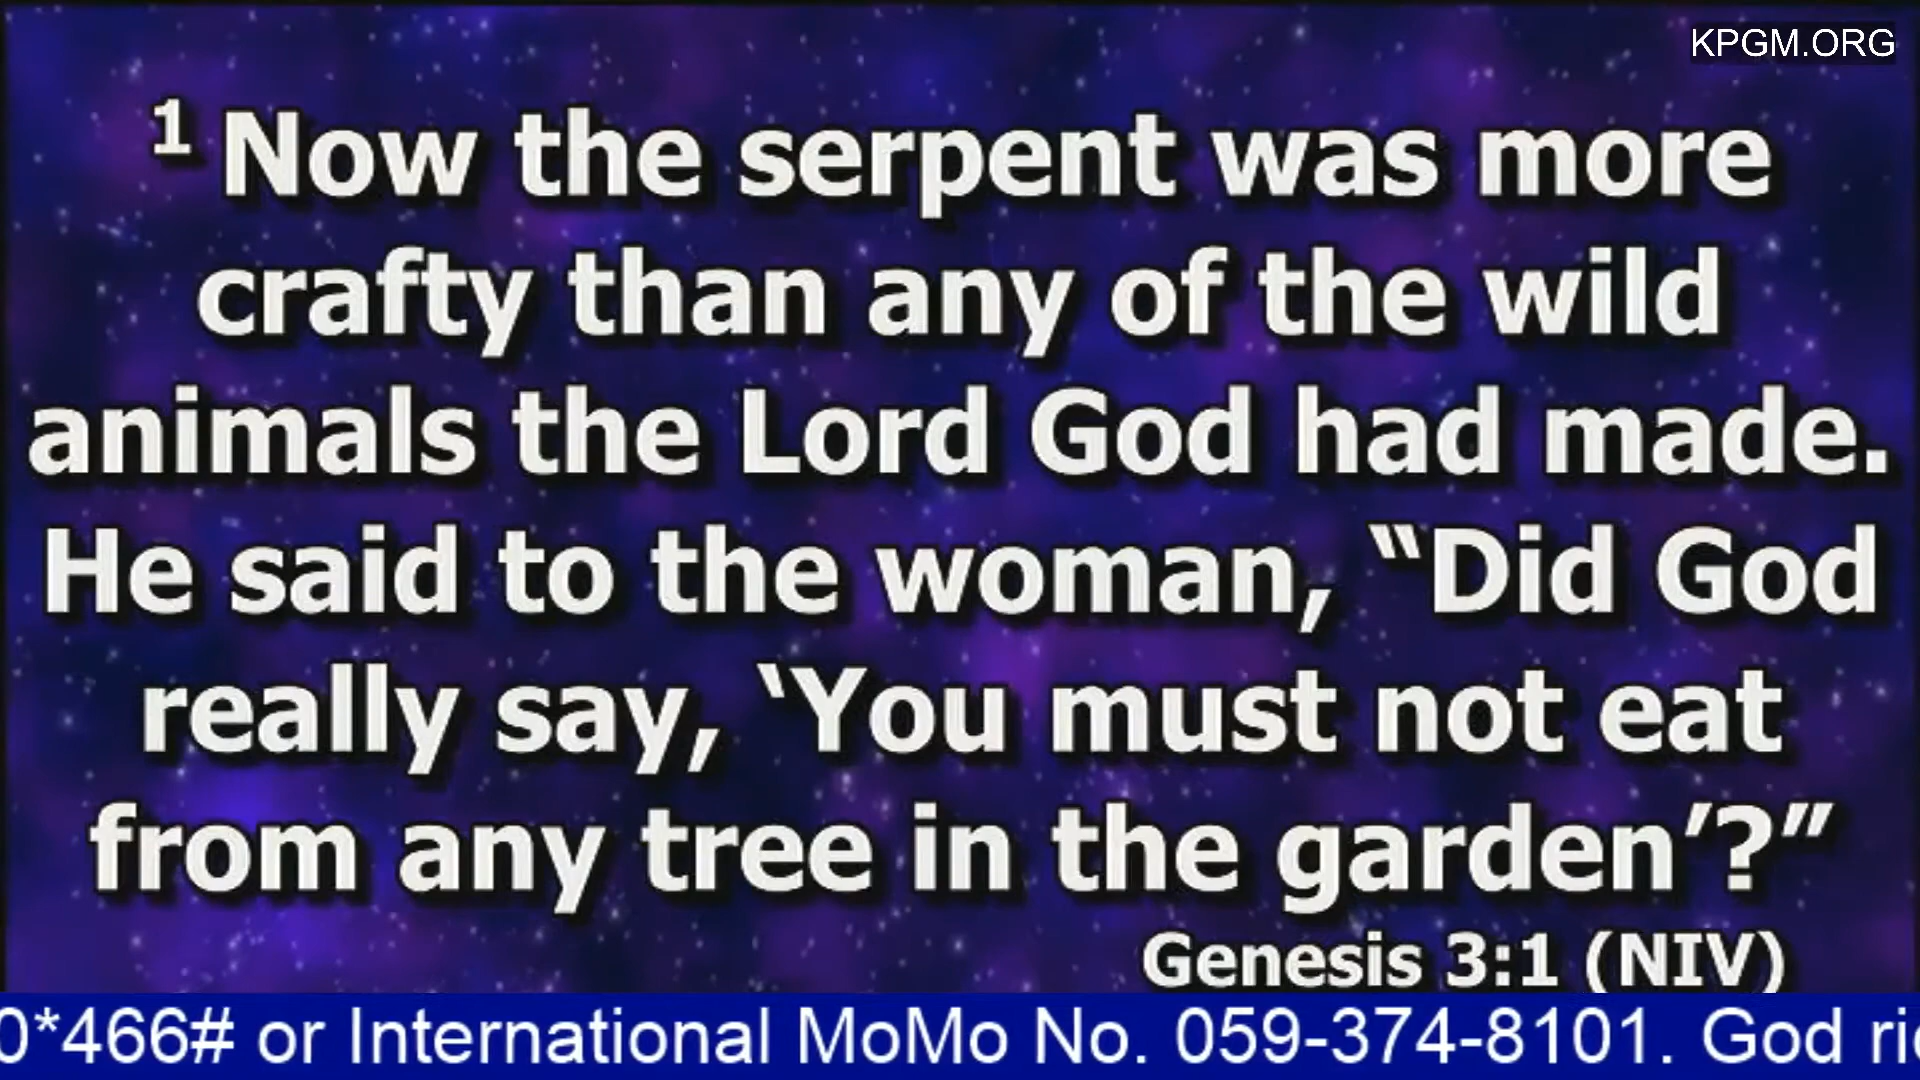 KPGM.ORG
1 Now the serpent was more
crafty than any of the wild
animals the Lord God had made.
He said to the woman, “Did God
really say, ‘You must not eat
from any tree in the garden’?”
Genesis 3:1 (NIV)
0*466# or International MoMo No. 059-374-8101. God